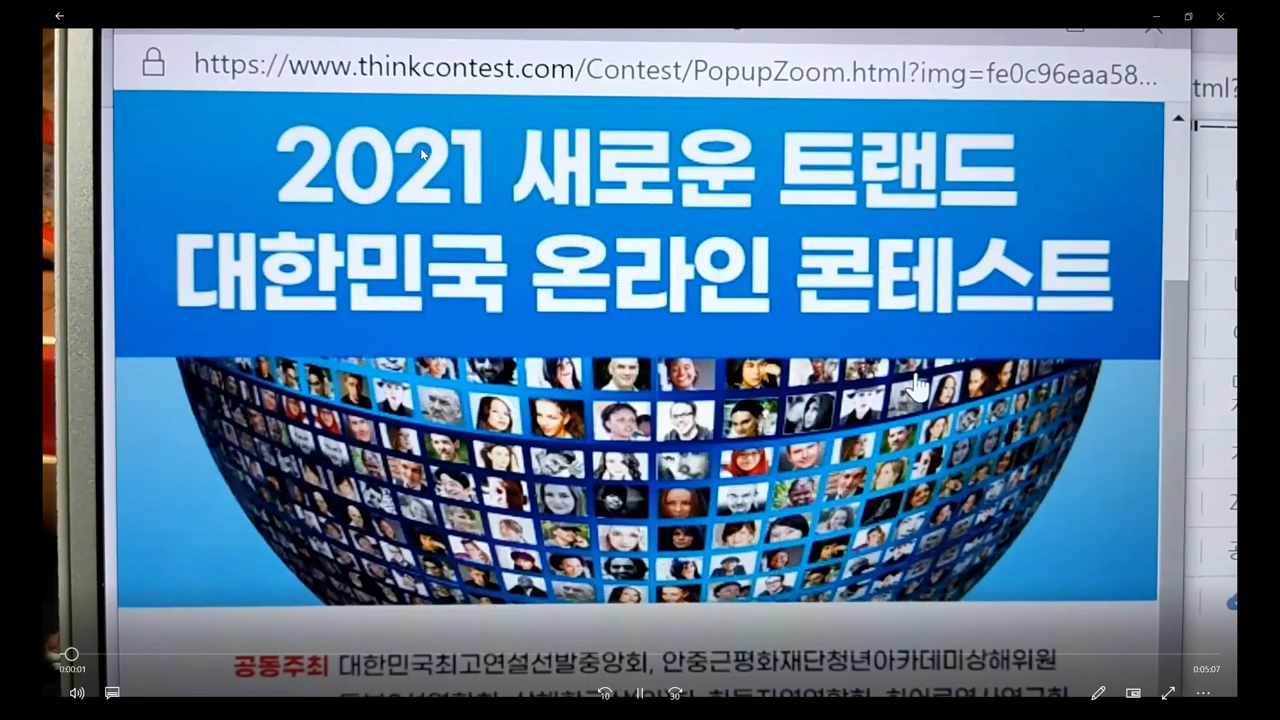 https://www.thinkcontest.com/Contest/PopupZoom.html?img=fe0c96eaa58...
tml?
2021 새로운 트랜드
대한민국 온라인 콘테스트
공동주최 대한민국최고연설선발중앙회, 안중근평화재단청년아카데미상해위원
0:00:01
0:05:07
10
30